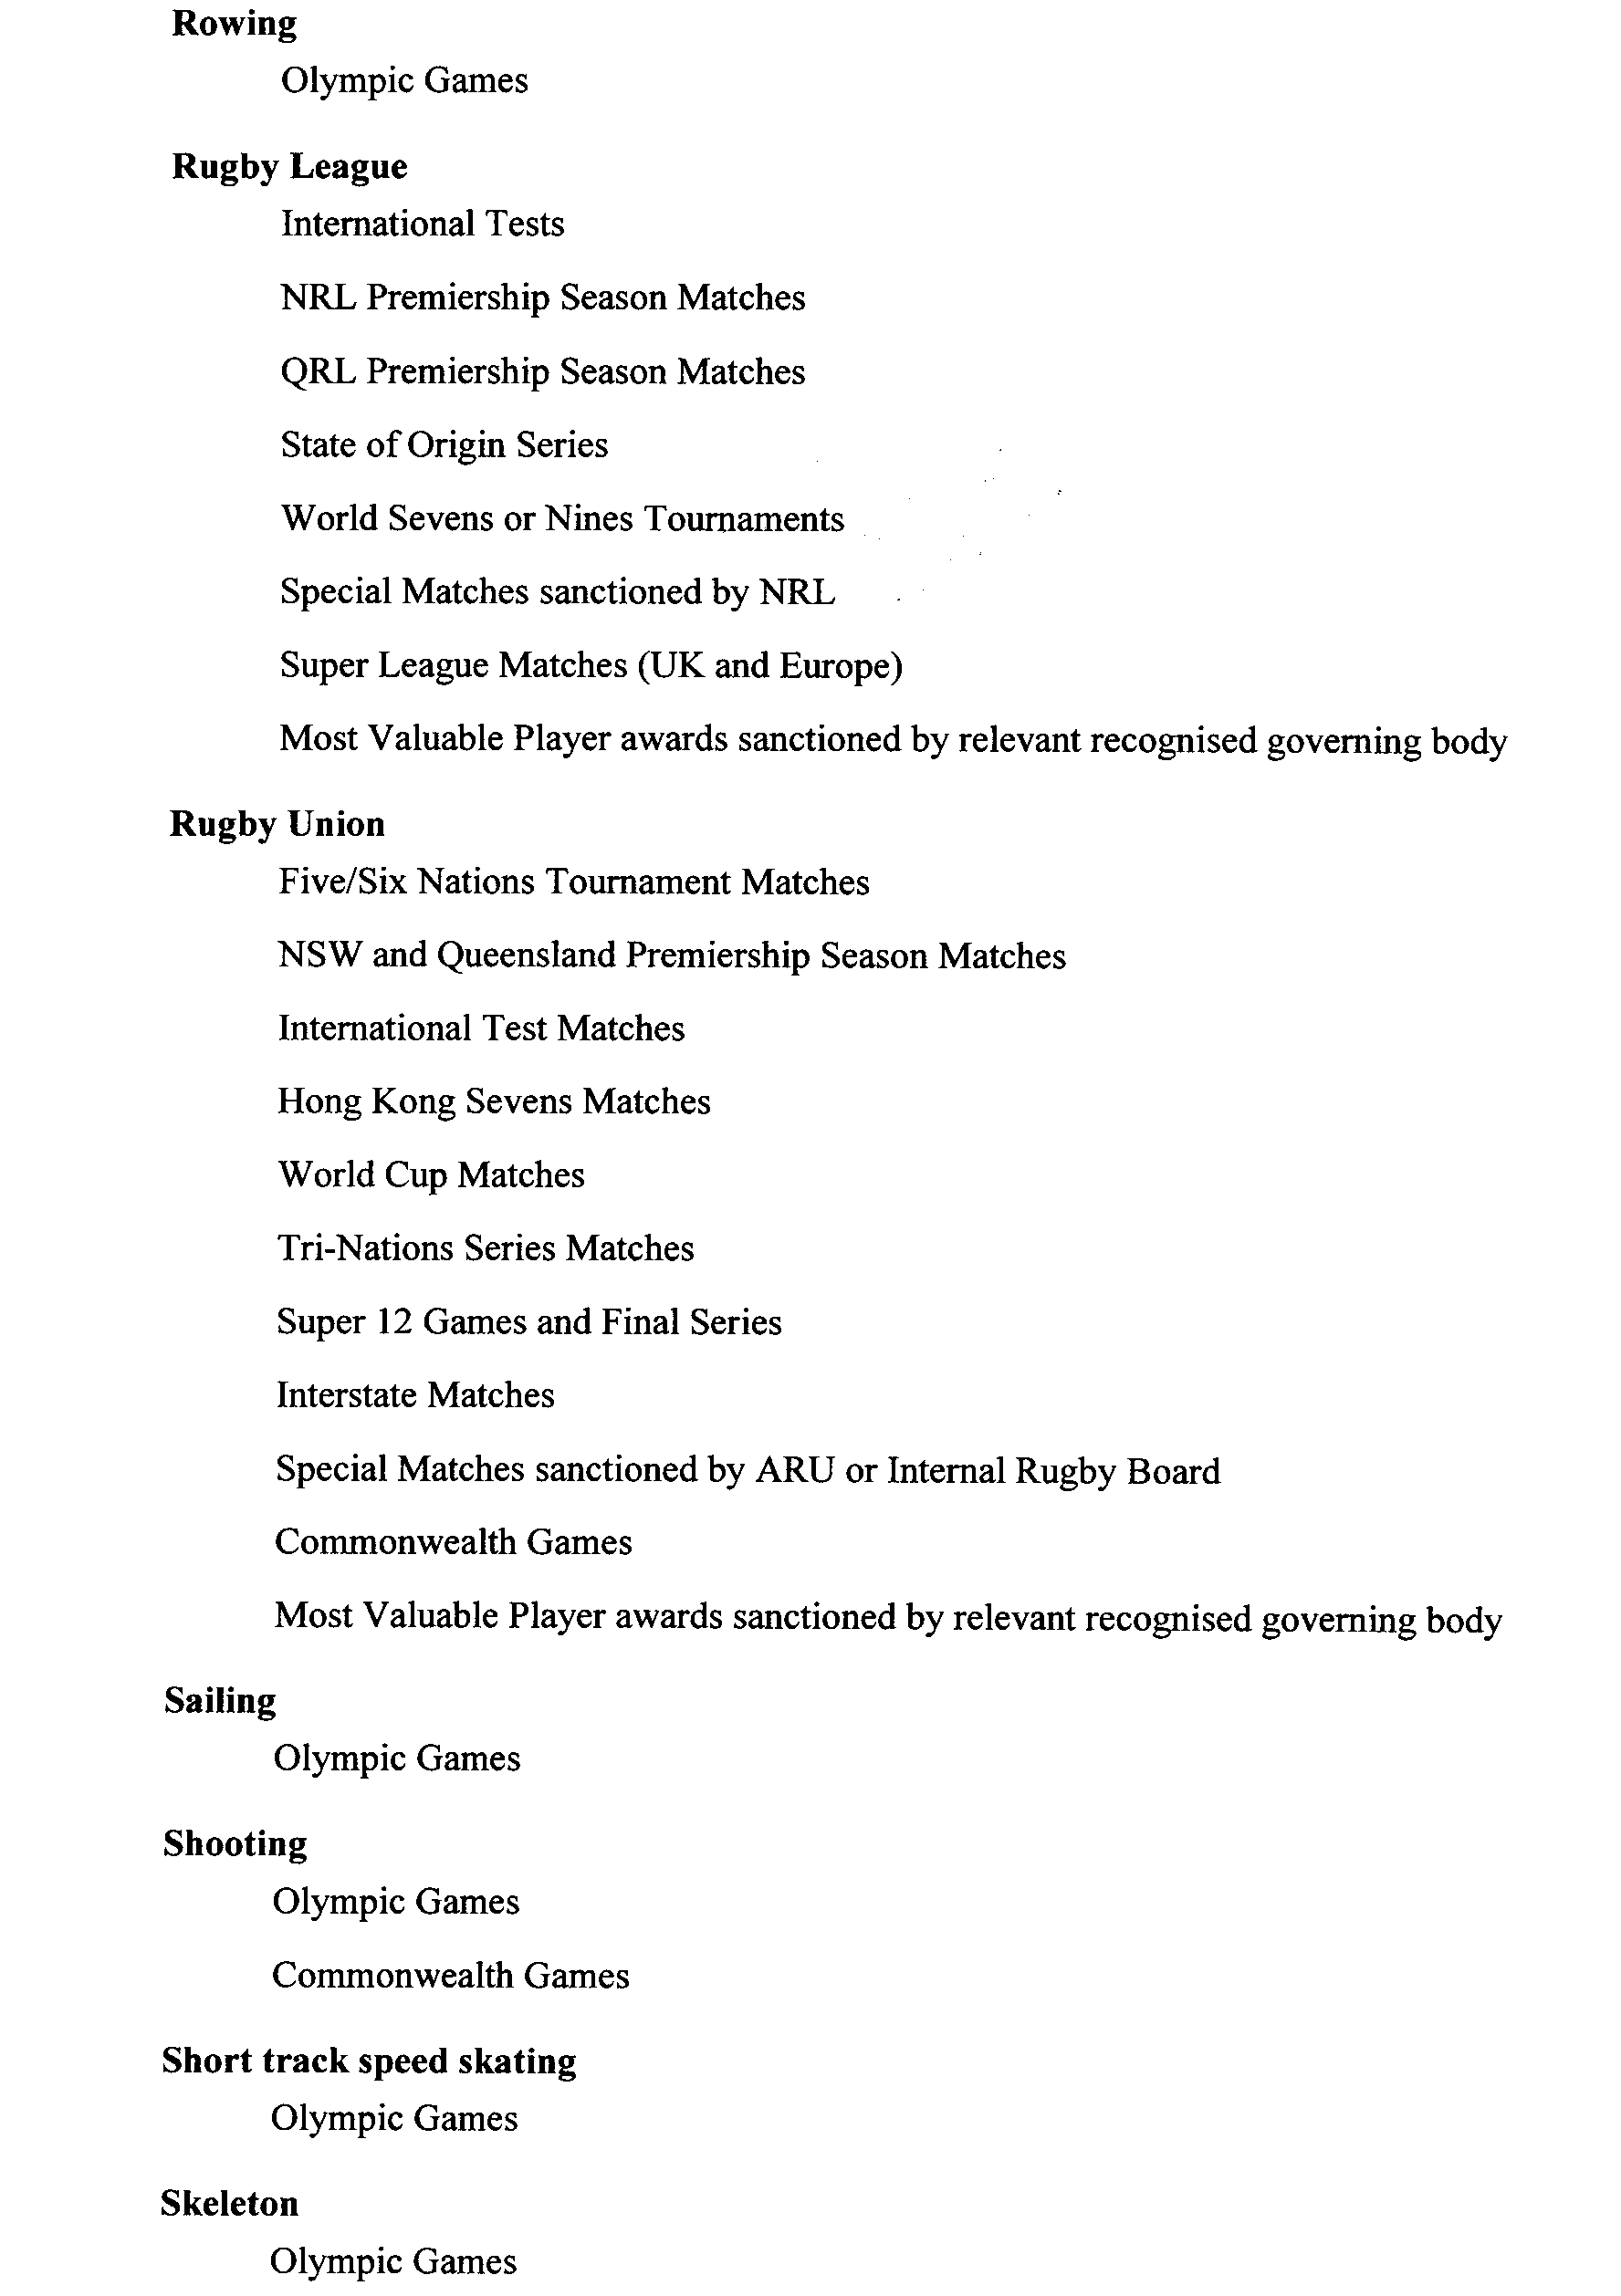 Rowing
Olympic Games
Rugby League
International Tests
NRL Premiership Season Matches
QRL Premiership Season Matches
State of Origin Series
World Sevens or Nines Tournaments
Special Matches sanctioned by NRL
Super League Matches (UK and Europe)
Most Valuable Player awards sanctioned by relevant recognised governing body
Rugby Union
Five/Six Nations Tournament Matches
NSW and Queensland Premiership Season Matches
International Test Matches
Hong Kong Sevens Matches
World Cup Matches
Tri-Nations Series Matches
Super 12 Games and Final Series
Interstate Matches
Special Matches sanctioned by ARU or Internal Rugby Board
Commonwealth Games
Most Valuable Player awards sanctioned by relevant recognised governing body
Sailing
Olympic Games
Shooting
Olympic Games
Commonwealth Games
Short track speed skating
Olympic Games
Skeleton
Olympic Games